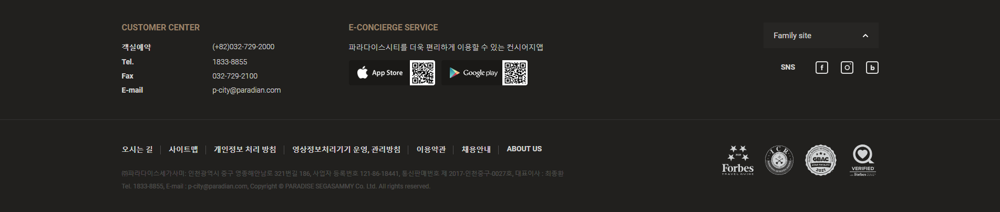 CUSTOMER CENTER
객실예약 (+82)032-729-2000
Tel. 1833-8855
Fax 032-729-2100
E-mail p-city@paradian.com
E-CONCIERGE SERVICE
파라다이스시티를 더욱 편리하게 이용할 수 있는 컨시어지앱
App Store
Google play
Family site
SNS
오시는 길 사이트맵 개인정보 처리 방침 영상정보처리기기 운영, 관리방침 이용약관 채용안내 ABOUT US
㈜파라다이스세가사미: 인천광역시 중구 영종해안남로 321번길 186, 사업자 등록번호 121-86-18441, 통신판매번호 제 2017-인천중구-0027호, 대표이사 : 최종환
Tel. 1833-8855, E-mail : p-city@paradian.com, Copyright © PARADISE SEGASAMMY Co. Ltd. All rights reserved.
Forbes
TRAVEL GUIDE
ICR
GBAC
STAR FACILITY
2021
VERIFIED
Forbes